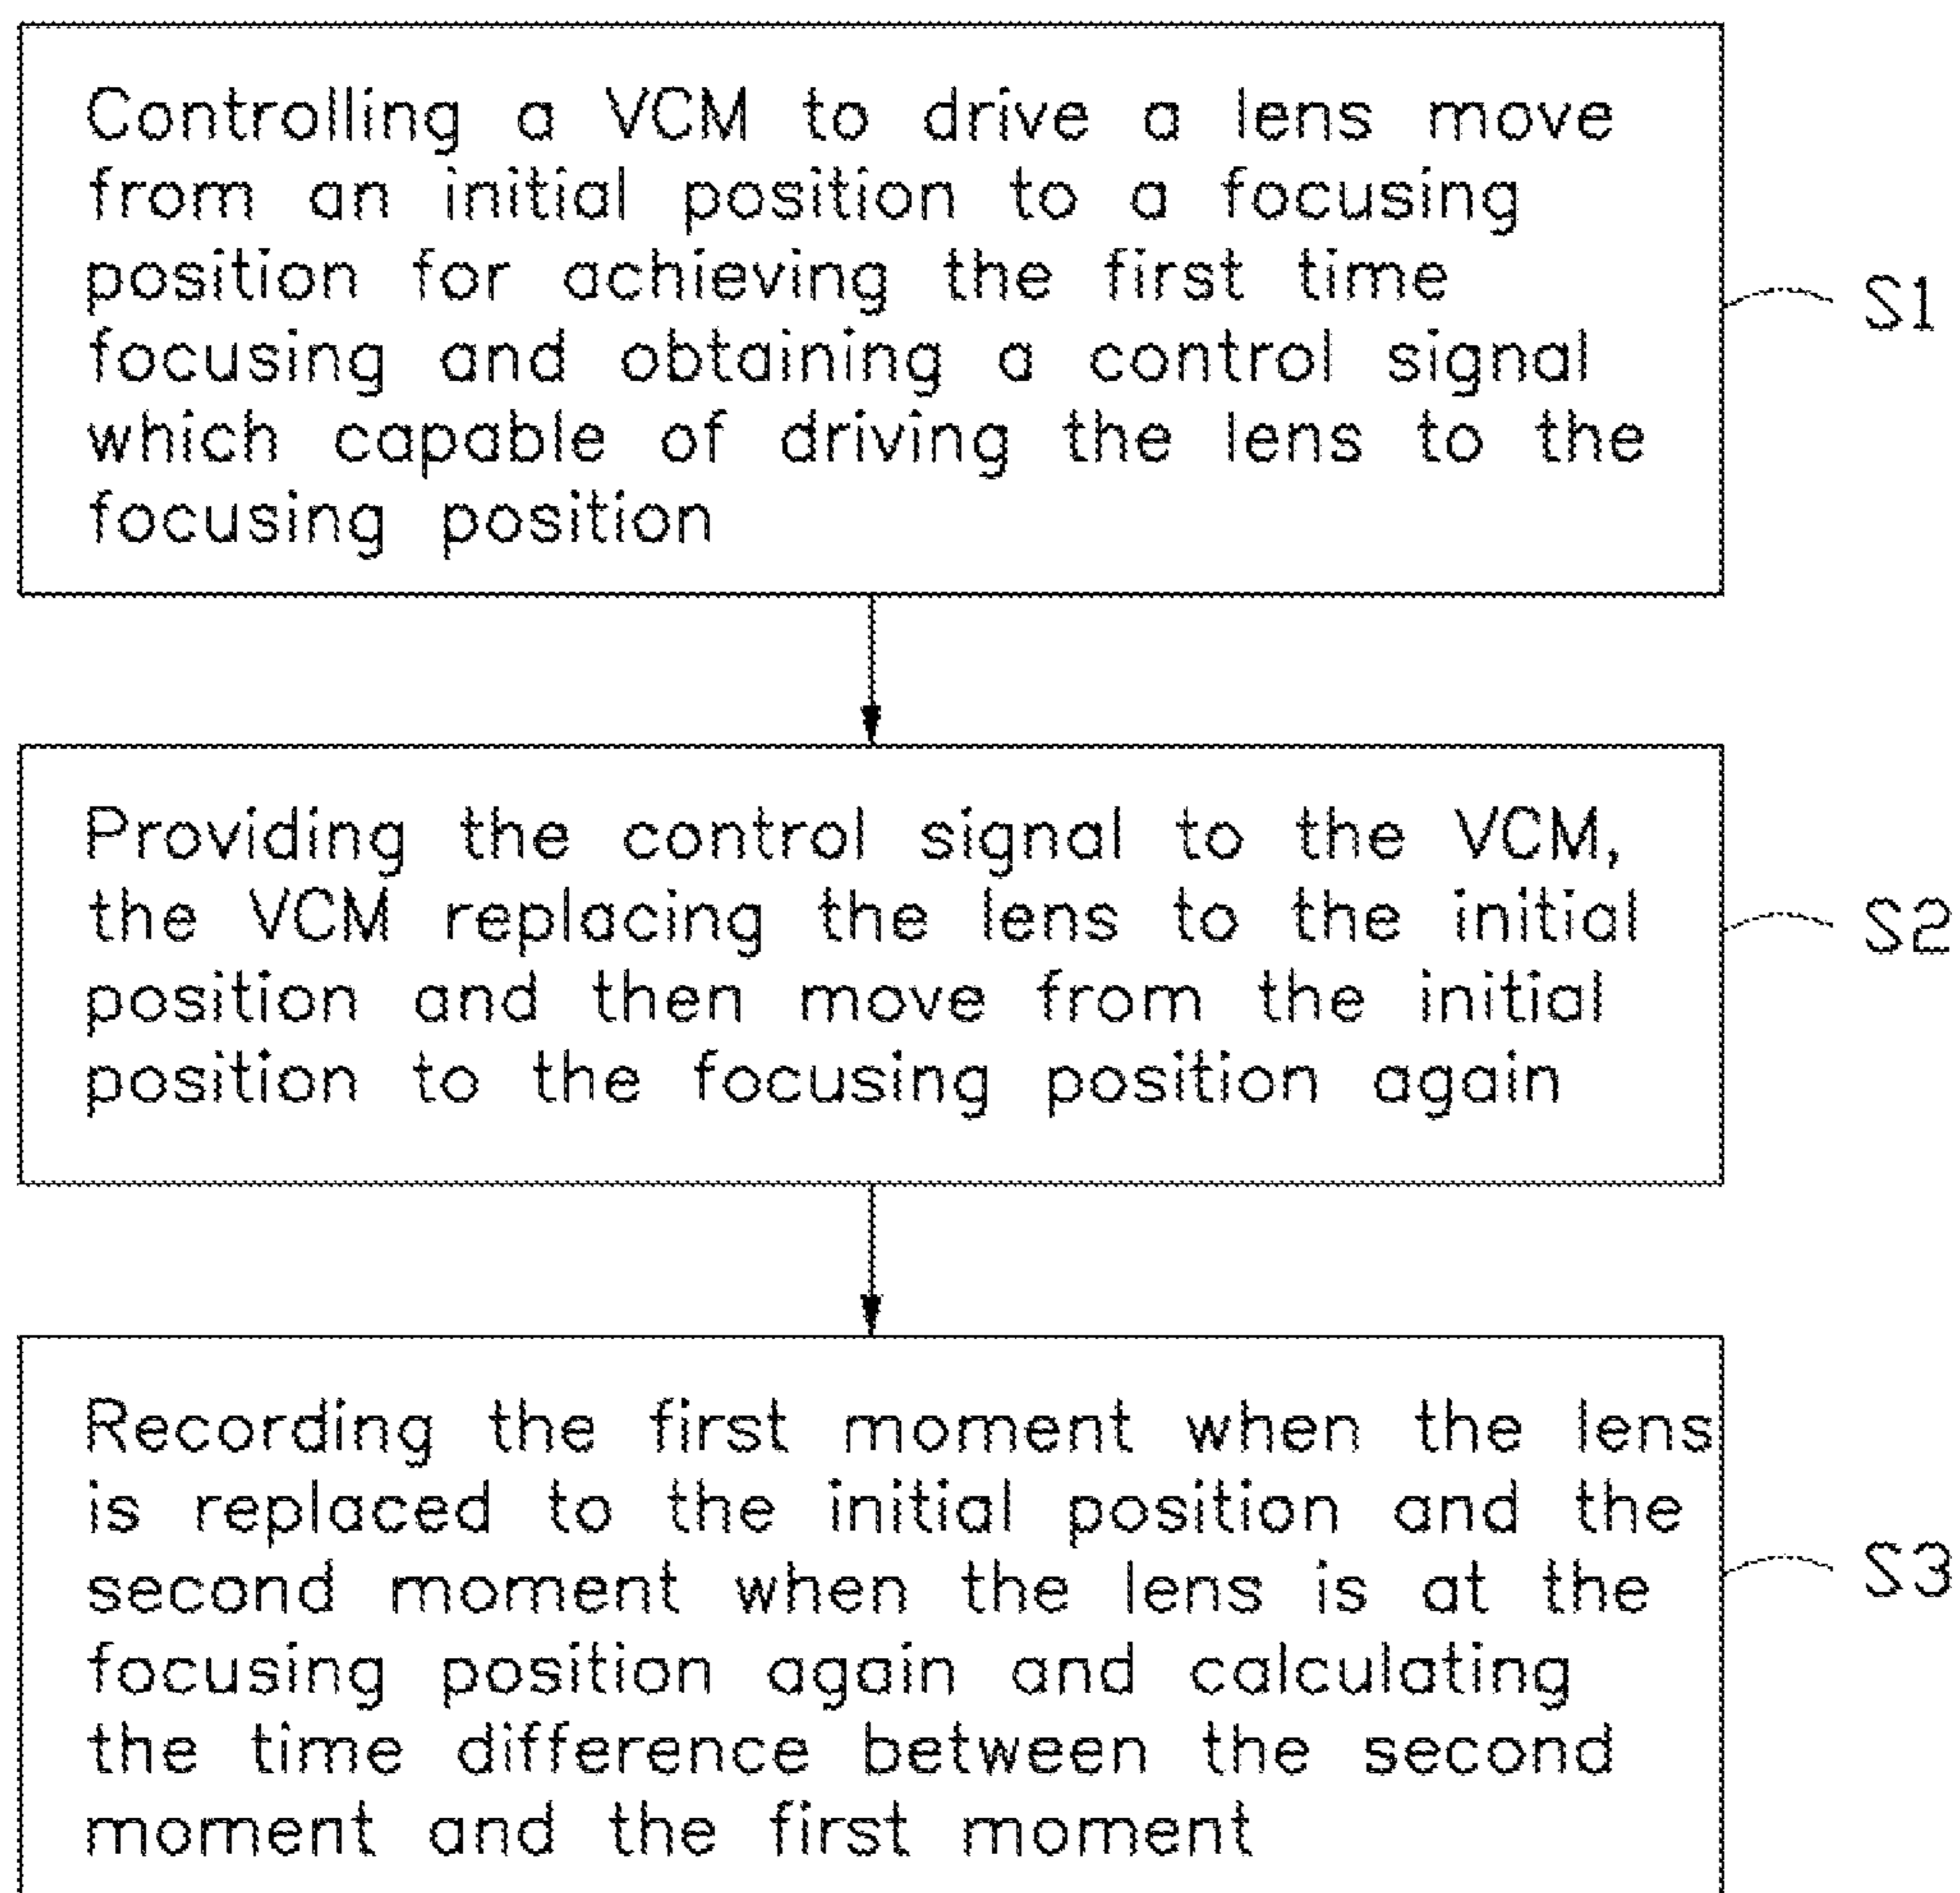 Controlling a VCM to drive a lens move
from an initial position to a focusing
position for achieving the first time
focusing and obtaining a control signal
which capable of driving the lens to the
focusing position
S1
Providing the control signal to the VCM,
the VCM replacing the lens to the initial
position and then move from the initial
position to the focusing position again
S2
Recording the first moment when the lens
is replaced to the initial position and the
second moment when the lens is at the
focusing position again and calculating
the time difference between the second
moment and the first moment
S3